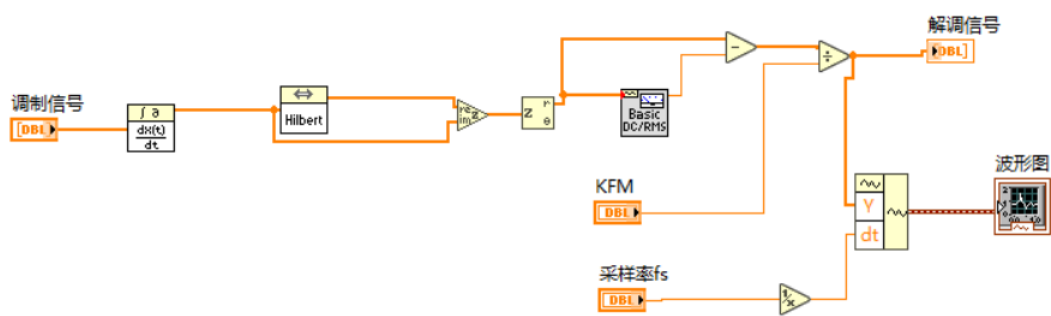 解调信号
DBL]
调制信号
[DBL
∫∂
dx(t)
dt
Hilbert
re
im
z
Z
r
θ
−
÷
Basic
DC/RMS
KFM
DBL
波形图
Y
dt
采样率fs
DBL
1/x